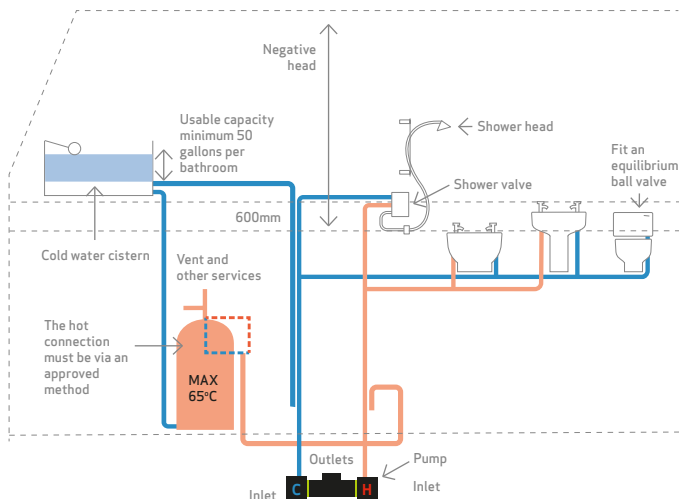 Negative
head
Usable capacity
minimum 50
gallons per
bathroom
Shower head
Fit an
equilibrium
ball valve
Shower valve
600mm
Cold water cistern
Vent and
other services
The hot
connection
must be via an
approved
method
MAX
65°C
Outlets
Pump
C
H
Inlet
Inlet